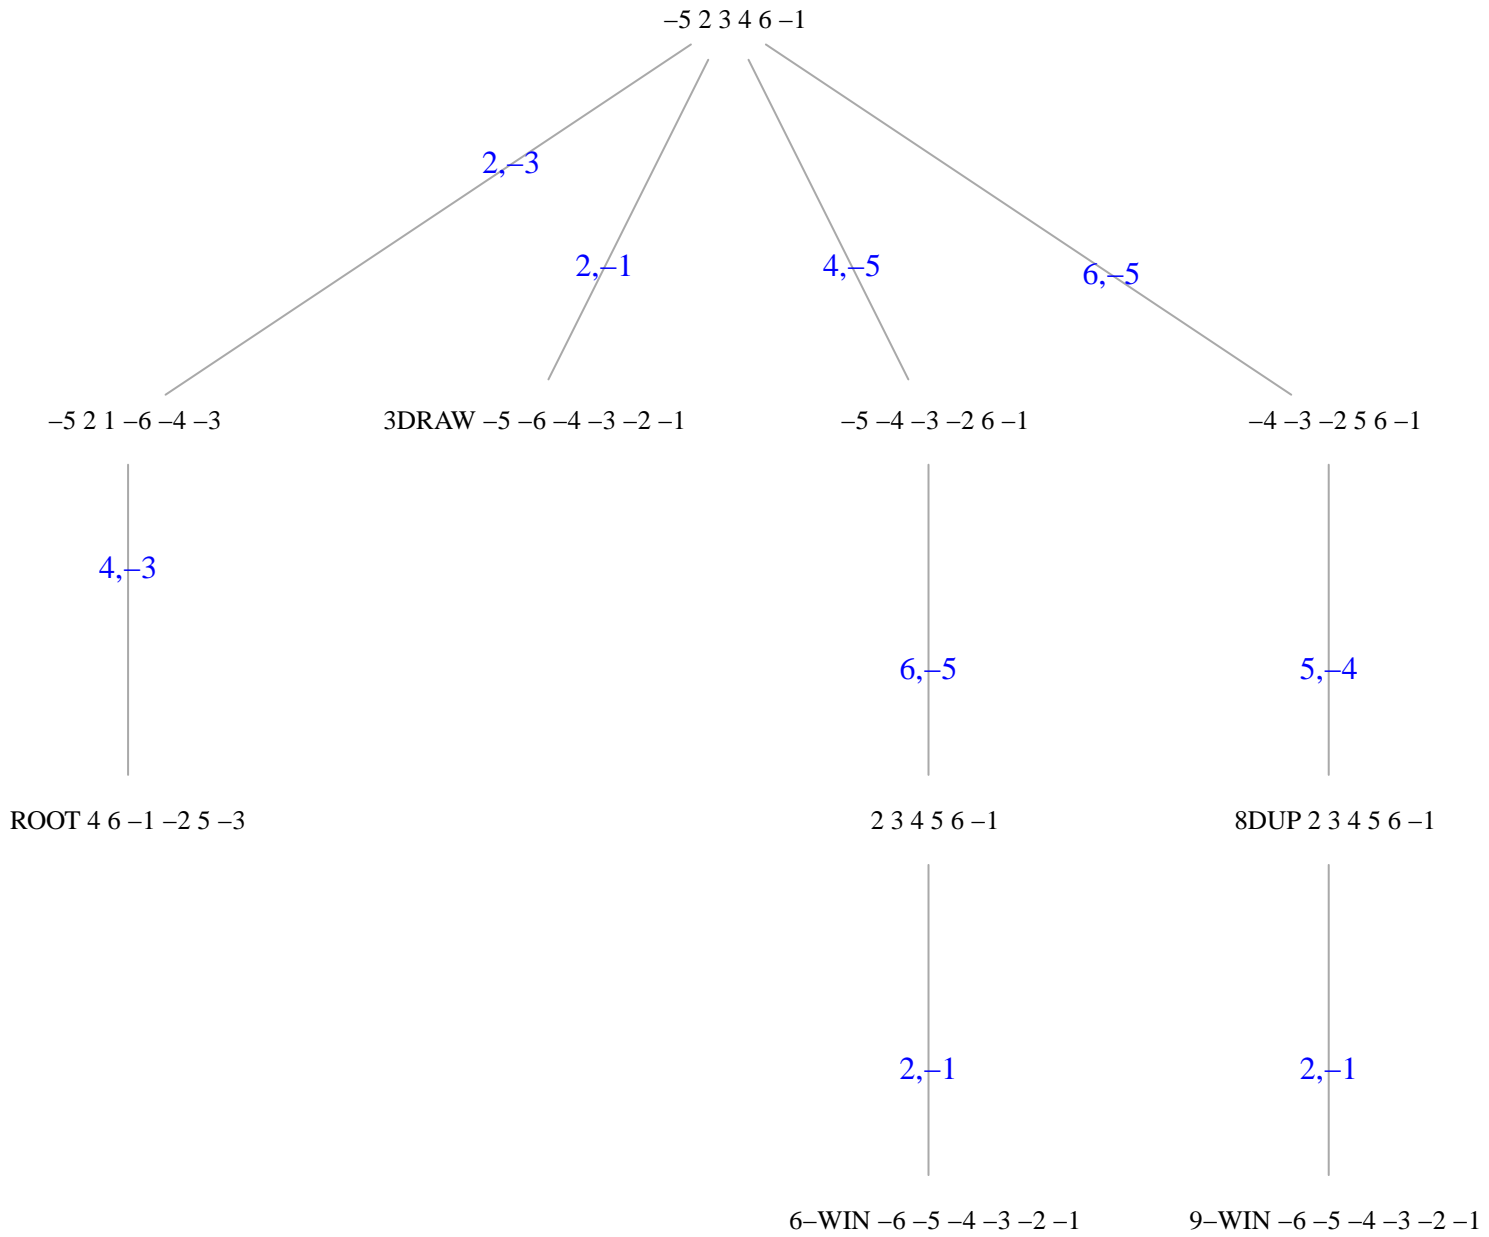 –5 2 3 4 6 –1
2,–3
2,–1
4,–5
6,–5
–5 2 1 –6 –4 –3
3DRAW –5 –6 –4 –3 –2 –1
–5 –4 –3 –2 6 –1
–4 –3 –2 5 6 –1
4,–3
6,–5
5,–4
ROOT 4 6 –1 –2 5 –3
2 3 4 5 6 –1
8DUP 2 3 4 5 6 –1
2,–1
2,–1
6–WIN –6 –5 –4 –3 –2 –1
9–WIN –6 –5 –4 –3 –2 –1